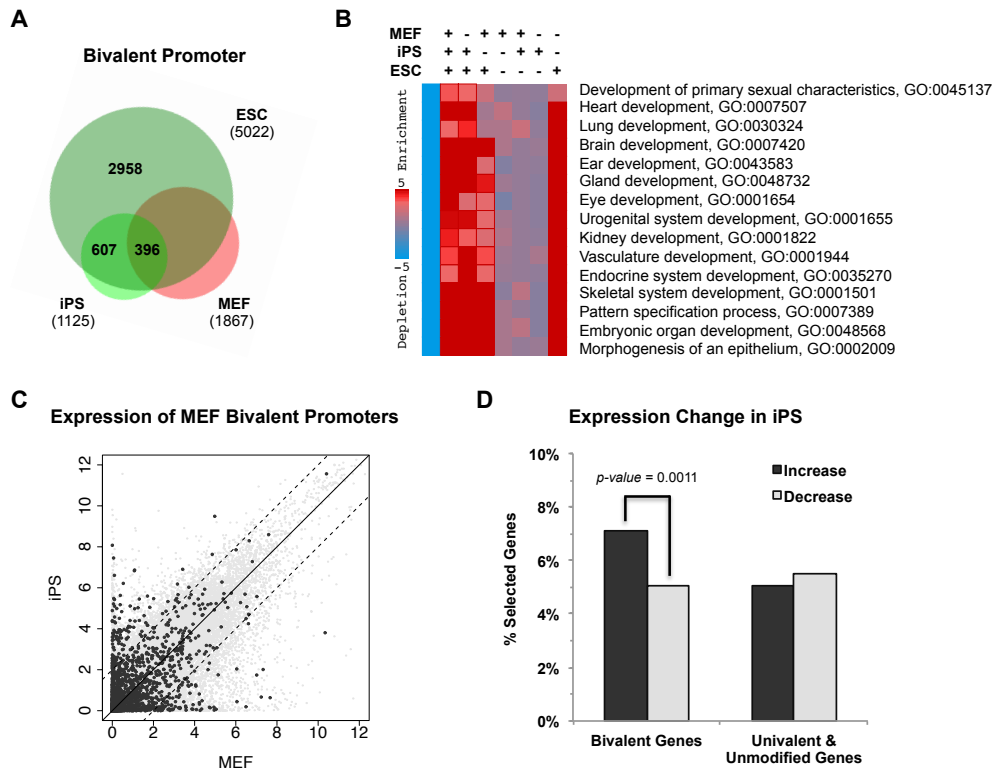 A
Bivalent Promoter
ESC
(5022)
2958
607
396
iPS
(1125)
MEF
(1867)
B
MEF + - + + + - -
iPS + + - - + + -
ESC + + + - - - +
Enrichment
5
-5
Depletion
Development of primary sexual characteristics, GO:0045137
Heart development, GO:0007507
Lung development, GO:0030324
Brain development, GO:0007420
Ear development, GO:0043583
Gland development, GO:0048732
Eye development, GO:0001654
Urogenital system development, GO:0001655
Kidney development, GO:0001822
Vasculature development, GO:0001944
Endocrine system development, GO:0035270
Skeletal system development, GO:0001501
Pattern specification process, GO:0007389
Embryonic organ development, GO:0048568
Morphogenesis of an epithelium, GO:0002009
C
Expression of MEF Bivalent Promoters
iPS
12
10
8
6
4
2
0
0 2 4 6 8 10 12
MEF
D
Expression Change in iPS
% Selected Genes
10%
8%
6%
4%
2%
0%
p-value = 0.0011
Increase
Decrease
Bivalent Genes
Univalent &
Unmodified Genes